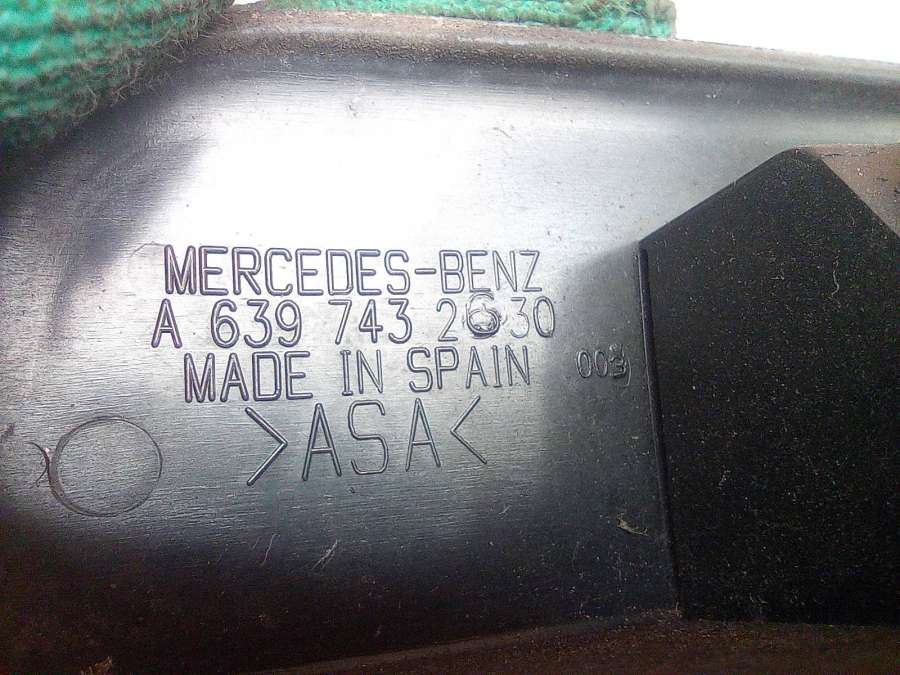 MERCEDES-BENZ
A 639 743 2630
MADE IN SPAIN 003
>ASA<